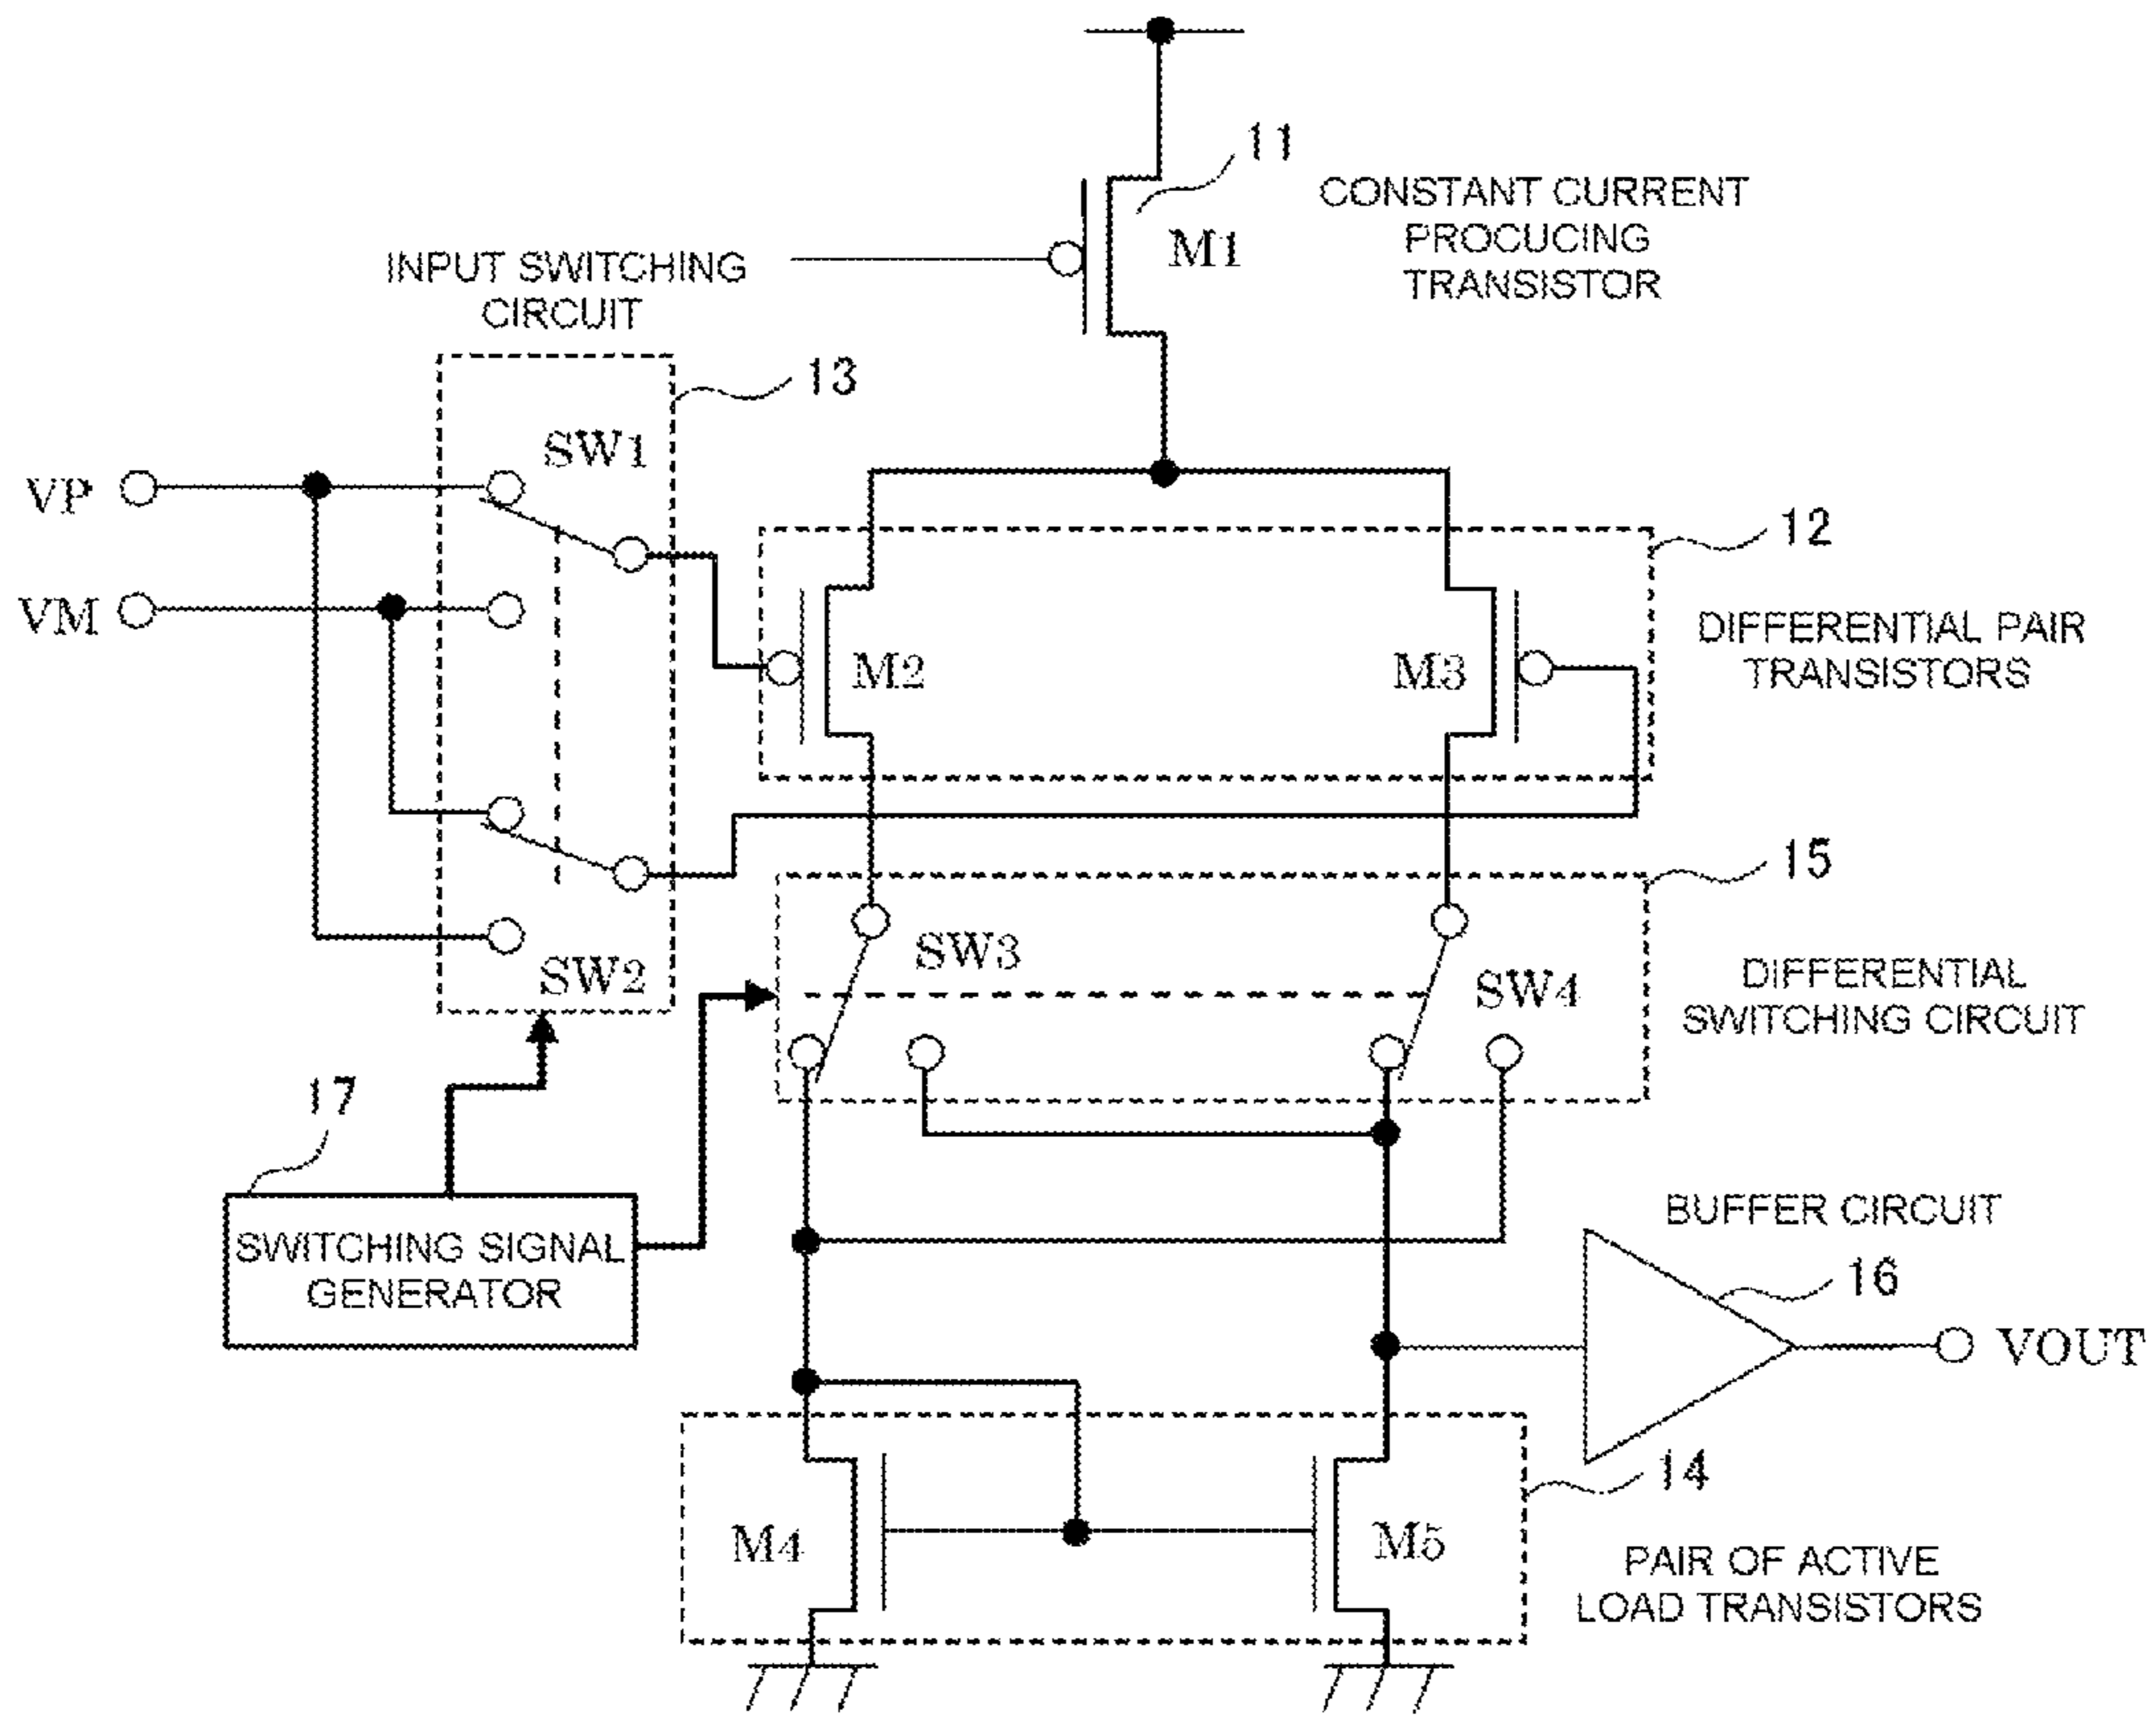 11
CONSTANT CURRENT
PROCUCING
TRANSISTOR
M1
INPUT SWITCHING
CIRCUIT
13
SW1
VP
12
VM
DIFFERENTIAL PAIR
TRANSISTORS
M2
M3
15
SW3
SW2
SW4
DIFFERENTIAL
SWITCHING CIRCUIT
17
SWITCHING SIGNAL
GENERATOR
BUFFER CIRCUIT
16
VOUT
14
M4
M5
PAIR OF ACTIVE
LOAD TRANSISTORS